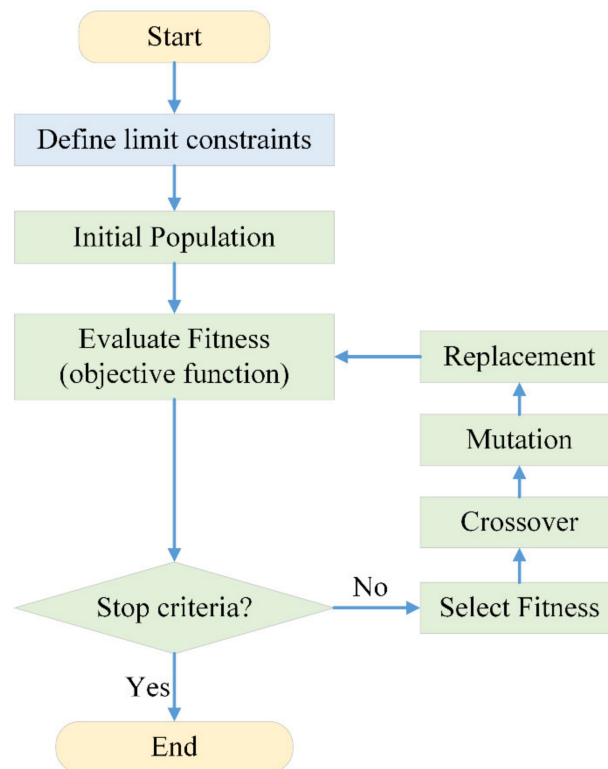 Start
Define limit constraints
Initial Population
Evaluate Fitness
(objective function)
Replacement
Mutation
Crossover
Stop criteria?
No
Select Fitness
Yes
End